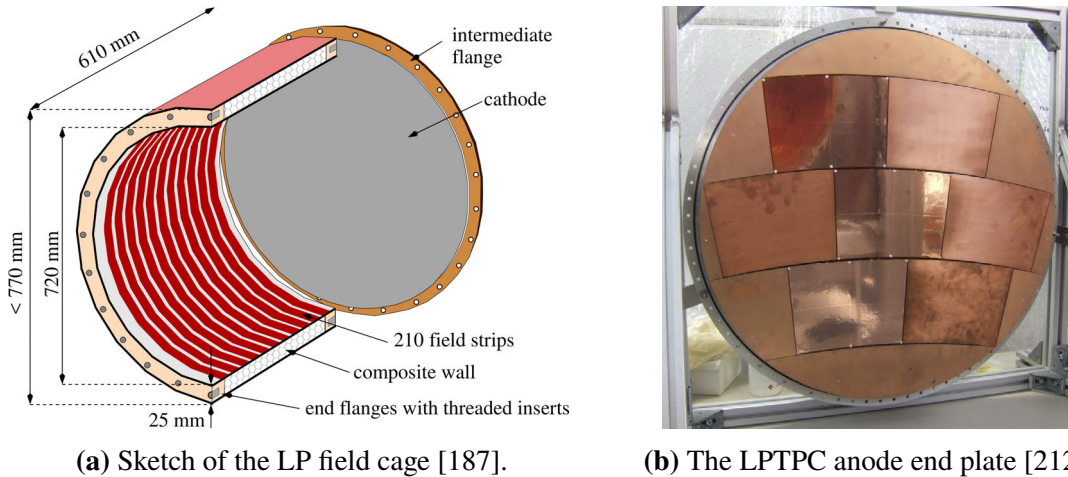 610 mm
intermediate
flange
cathode
< 770 mm
720 mm
210 field strips
composite wall
end flanges with threaded inserts
25 mm
(a) Sketch of the LP field cage [187].
(b) The LPTPC anode end plate [212